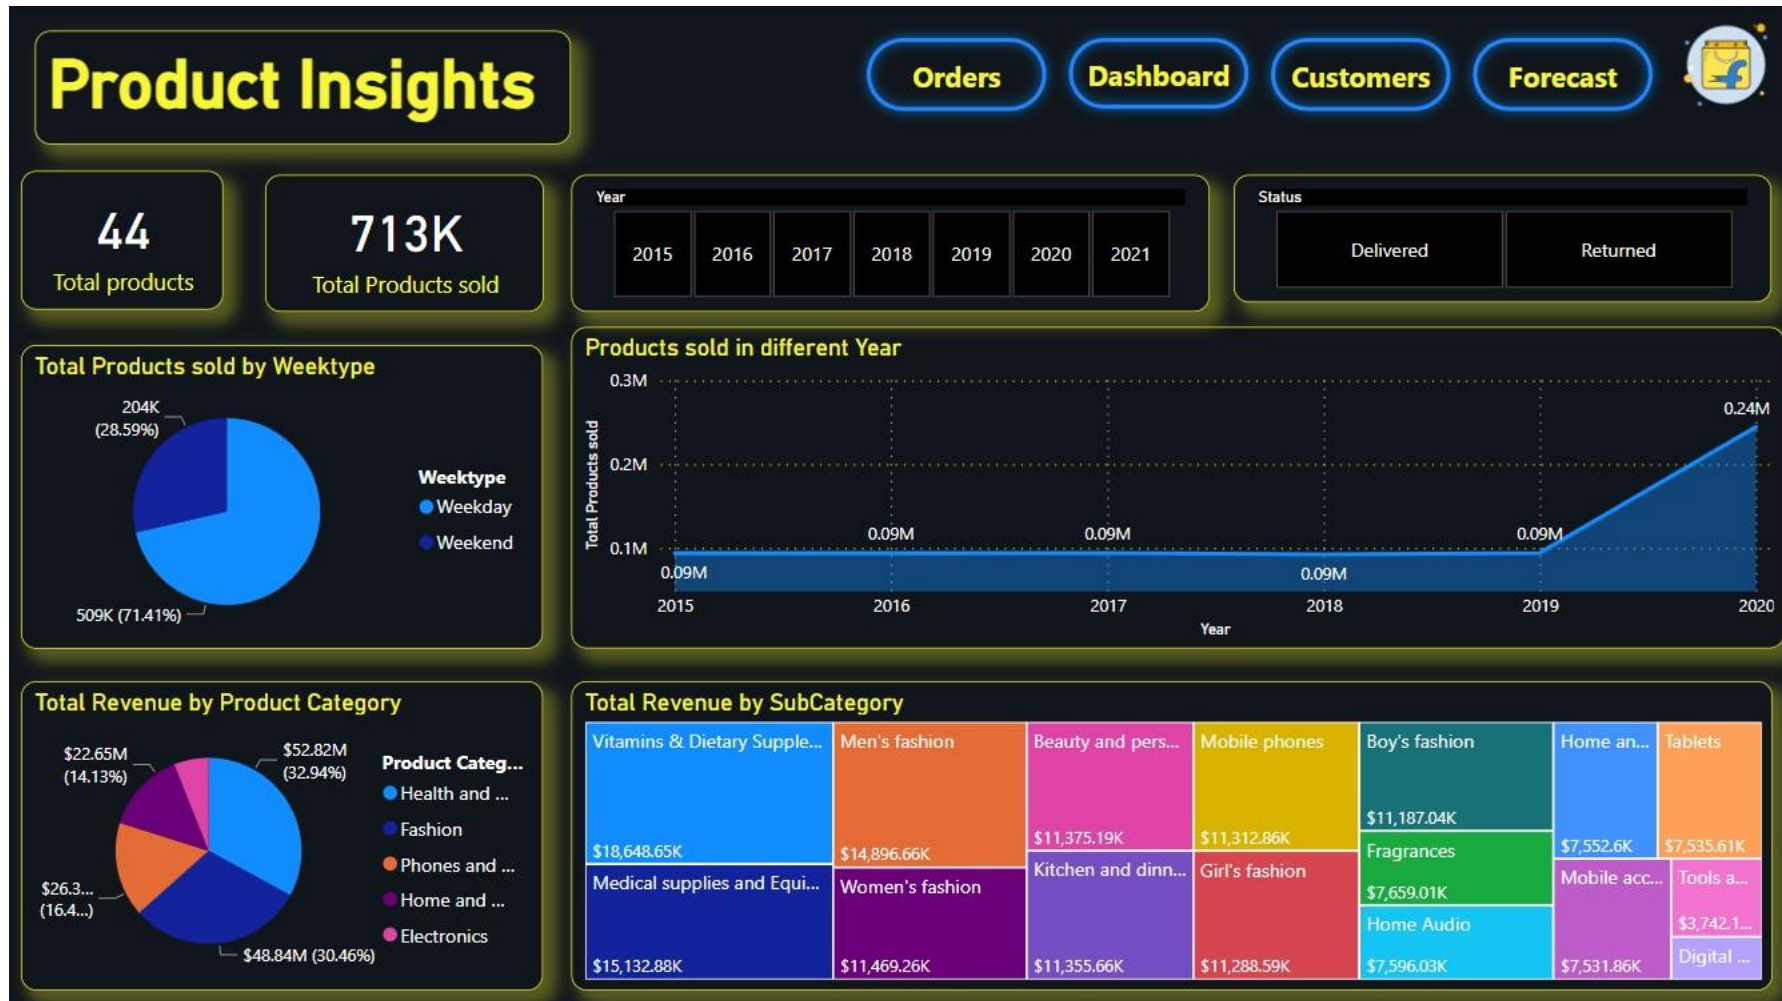 Product Insights
Orders
Dashboard
Customers
Forecast
44
Total products
713K
Total Products sold
Year
2015
2016
2017
2018
2019
2020
2021
Status
Delivered
Returned
Total Products sold by Weektype
204K
(28.59%)
509K (71.41%)
Weektype
Weekday
Weekend
Products sold in different Year
Total Products sold
0.3M
0.2M
0.1M
0.09M
0.09M
0.09M
0.09M
0.09M
0.24M
2015
2016
2017
2018
2019
2020
Year
Total Revenue by Product Category
$22.65M
(14.13%)
$52.82M
(32.94%)
$26.3...
(16.4...)
$48.84M (30.46%)
Product Categ...
Health and ...
Fashion
Phones and ...
Home and ...
Electronics
Total Revenue by SubCategory
Vitamins & Dietary Supple...
$18,648.65K
Medical supplies and Equi...
$15,132.88K
Men's fashion
$14,896.66K
Women's fashion
$11,469.26K
Beauty and pers...
$11,375.19K
Kitchen and dinn...
$11,355.66K
Mobile phones
$11,312.86K
Girl's fashion
$11,288.59K
Boy's fashion
$11,187.04K
Fragrances
$7,659.01K
Home Audio
$7,596.03K
Home an...
$7,552.6K
Tablets
$7,535.61K
Mobile acc...
$7,531.86K
Tools a...
$3,742.1...
Digital ...